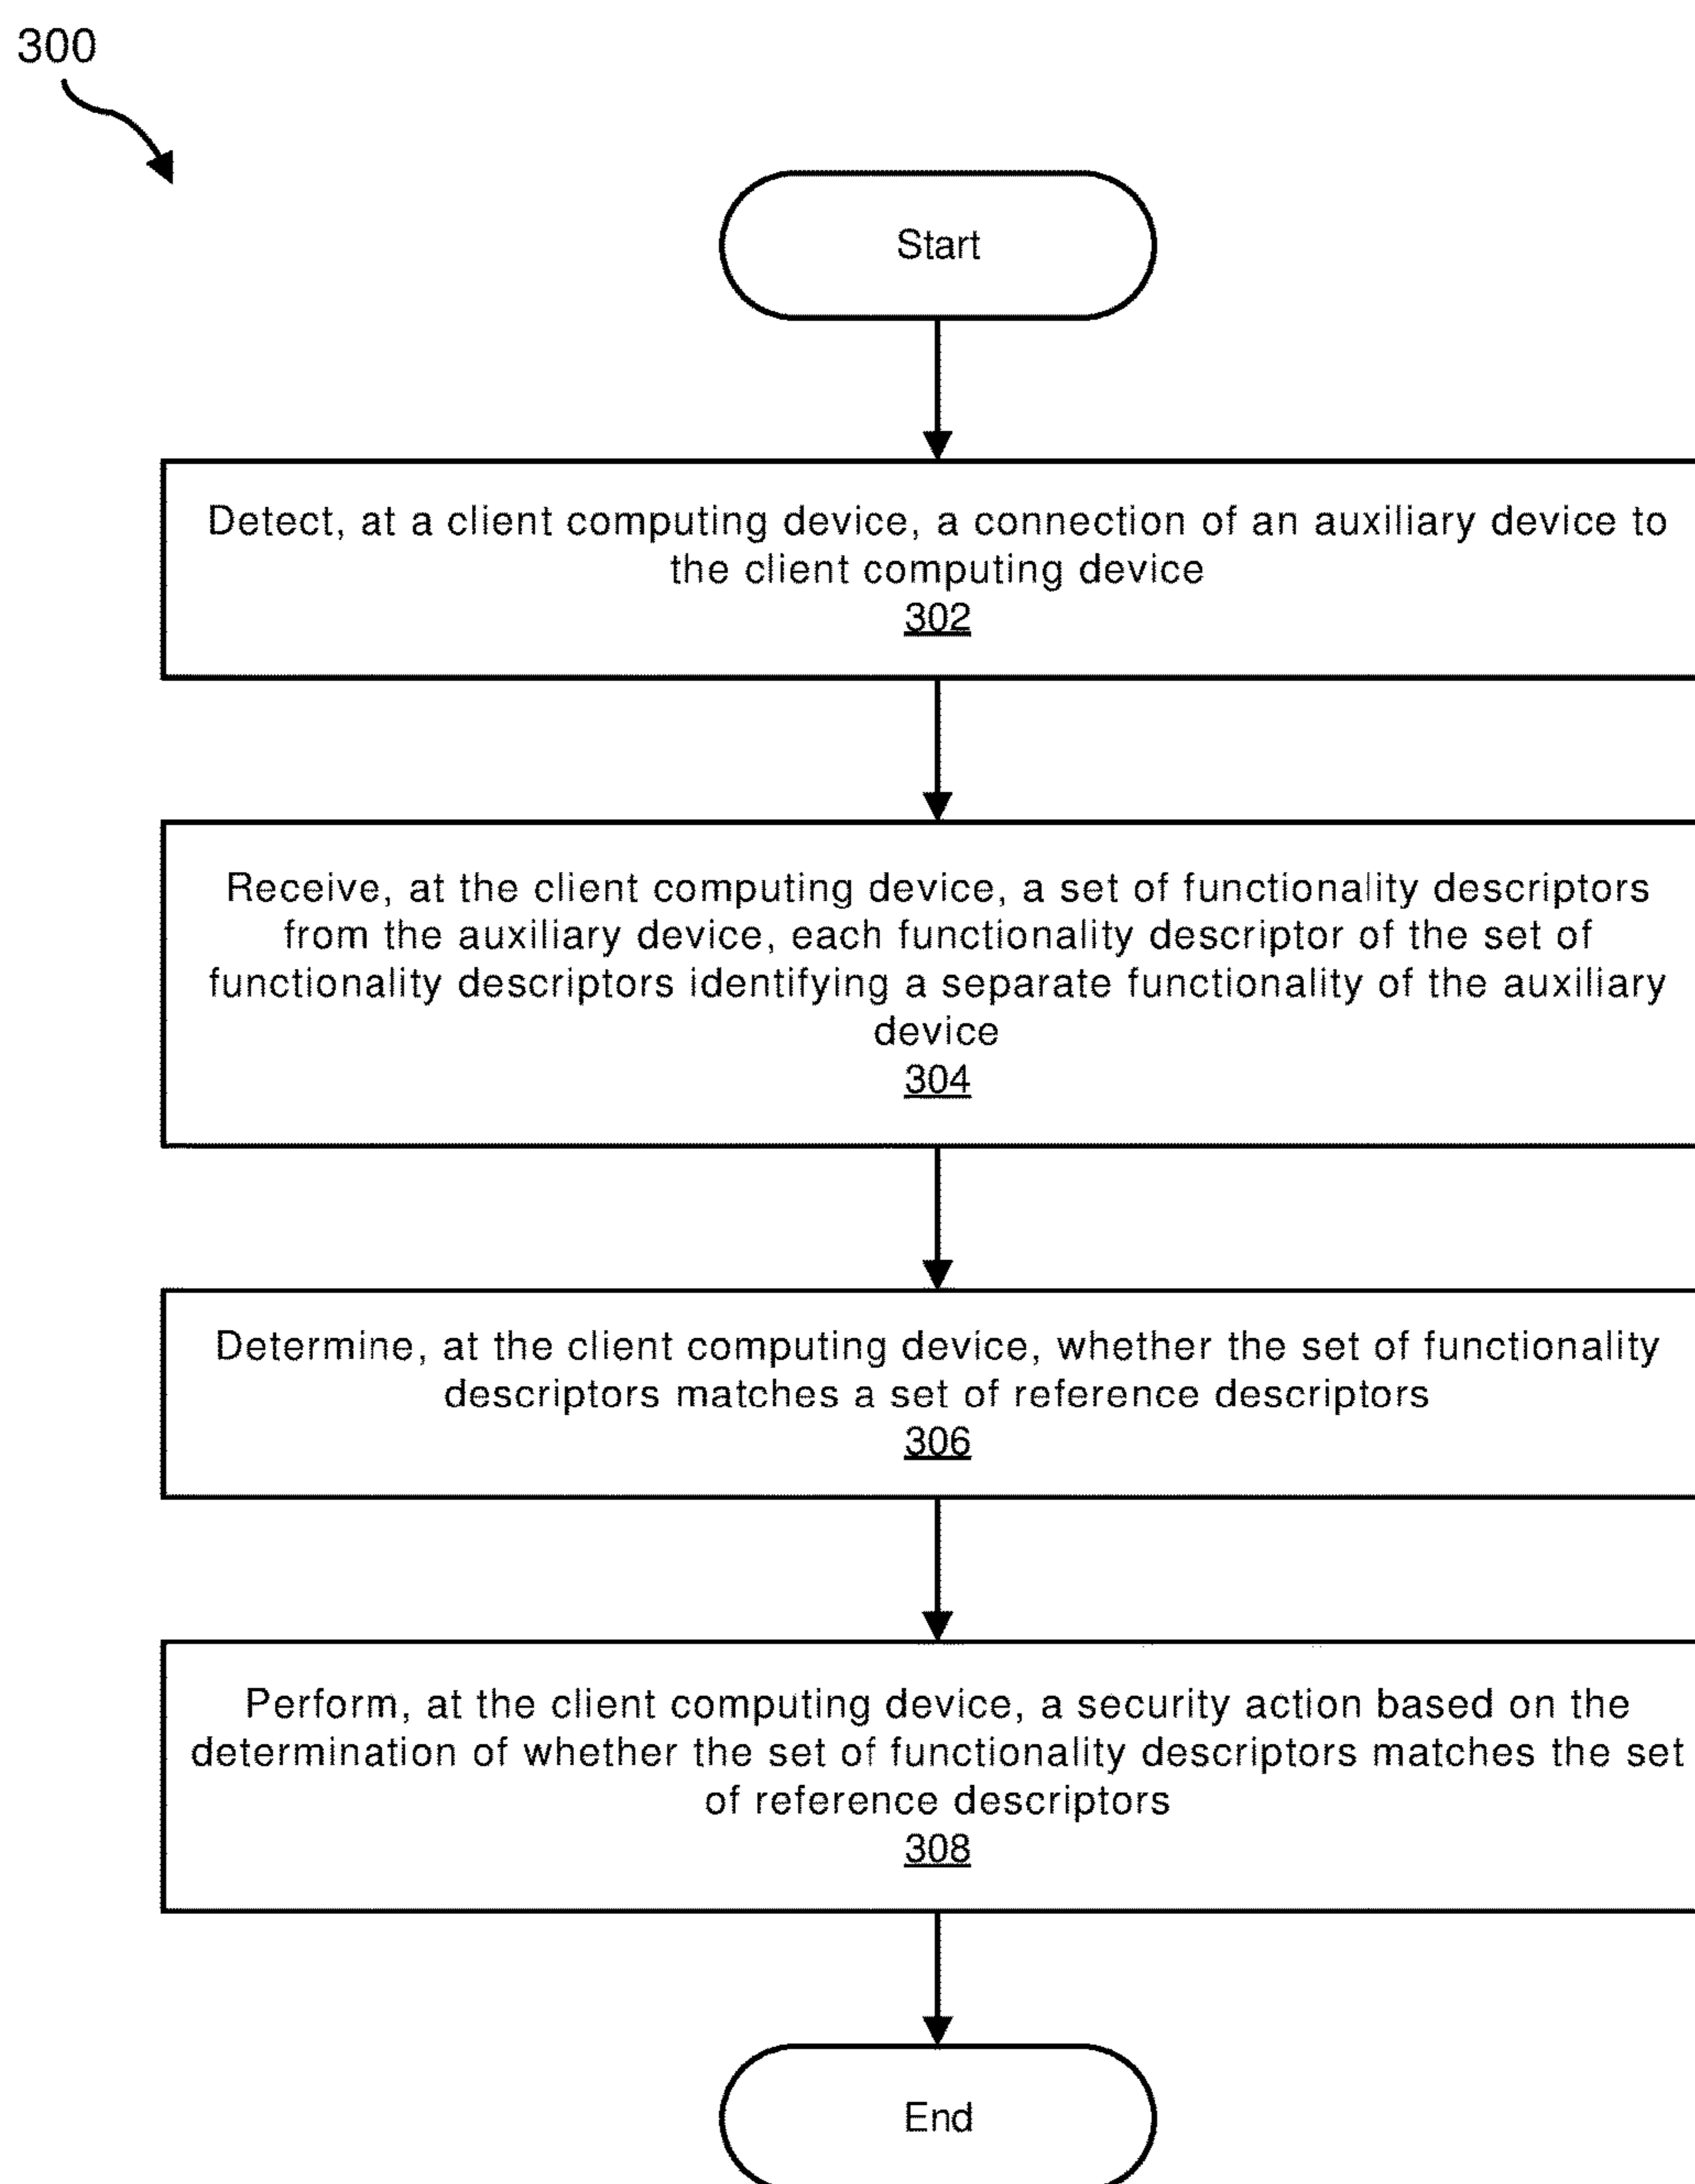 300
Start
Detect, at a client computing device, a connection of an auxiliary device to
the client computing device
302
Receive, at the client computing device, a set of functionality descriptors
from the auxiliary device, each functionality descriptor of the set of
functionality descriptors identifying a separate functionality of the auxiliary
device
304
Determine, at the client computing device, whether the set of functionality
descriptors matches a set of reference descriptors
306
Perform, at the client computing device, a security action based on the
determination of whether the set of functionality descriptors matches the set
of reference descriptors
308
End